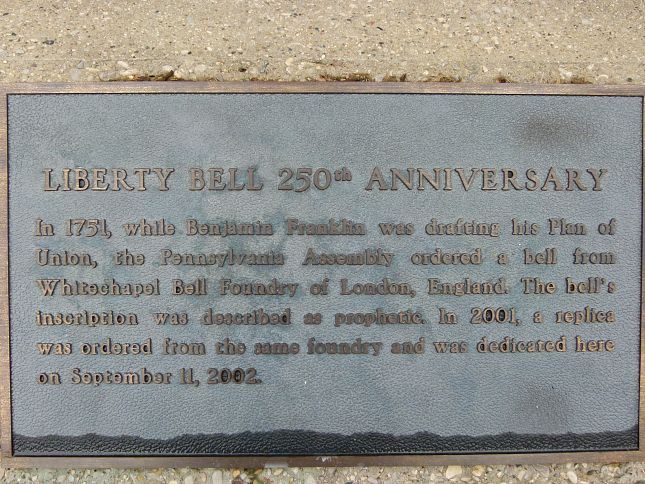 LIBERTY BELL 250th ANNIVERSARY
In 1751, while Benjamin Franklin was drafting his Plan of
Union, the Pennsylvania Assembly ordered a bell from
Whitechapel Bell Foundry of London, England. The bell's
inscription was described as prophetic. In 2001, a replica
was ordered from the same foundry and was dedicated here
on September 11, 2002.